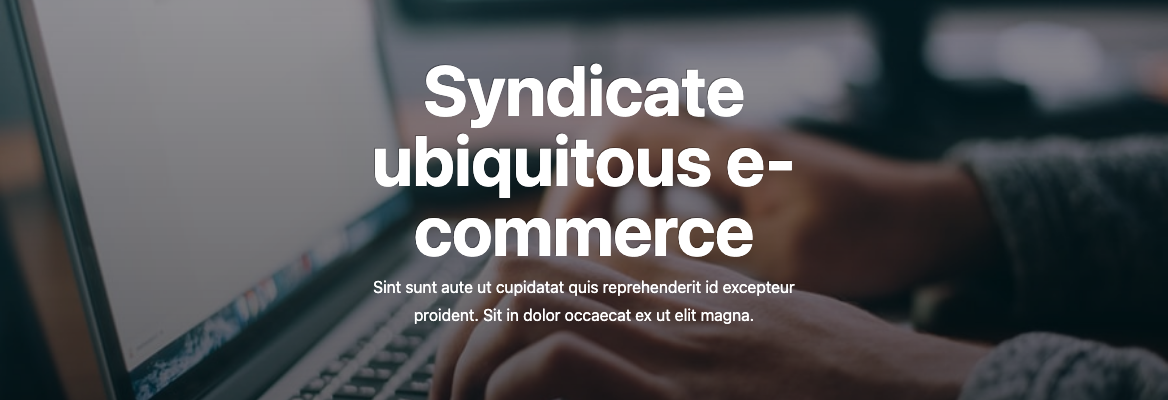 Syndicate
ubiquitous e-
commerce
Sint sunt aute ut cupidatat quis reprehenderit id excepteur
proident. Sit in dolor occaecat ex ut elit magna.